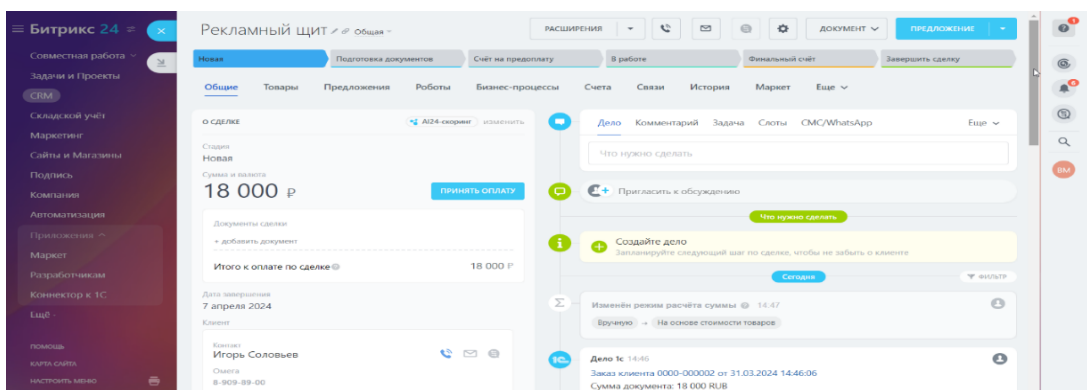 Битрикс 24
Совместная работа
Задачи и Проекты
CRM
Складской учёт
Маркетинг
Сайты и Магазины
Подпись
Компания
Автоматизация
Приложения
Маркет
Разработчикам
Коннектор к 1С
Ещё
ПОМОЩЬ
КАРТА САЙТА
НАСТРОИТЬ МЕНЮ
Рекламный щит Общая
РАСШИРЕНИЯ
ДОКУМЕНТ
ПРЕДЛОЖЕНИЕ
Новая Подготовка документов Счёт на предоплату В работе Финальный счёт Завершить сделку
Общие Товары Предложения Роботы Бизнес-процессы Счета Связи История Маркет Еще
О СДЕЛКЕ
AI24-скоринг изменить
Стадия
Новая
Сумма и валюта
18 000 ₽
ПРИНЯТЬ ОПЛАТУ
Документы сделки
+ добавить документ
Итого к оплате по сделке 18 000 ₽
Дата завершения
7 апреля 2024
Клиент
Контакт
Игорь Соловьев
Омега
8-909-89-00
Дело Комментарий Задача Слоты СМС/WhatsApp Еще
Что нужно сделать
Пригласить к обсуждению
Что нужно сделать
Создайте дело
Запланируйте следующий шаг по сделке, чтобы не забыть о клиенте
Сегодня
ФИЛЬТР
Изменён режим расчёта суммы 14:47
Вручную → На основе стоимости товаров
1С
Дело 1с 14:46
Заказ клиента 0000-000002 от 31.03.2024 14:46:06
Сумма документа: 18 000 RUB
ВМ